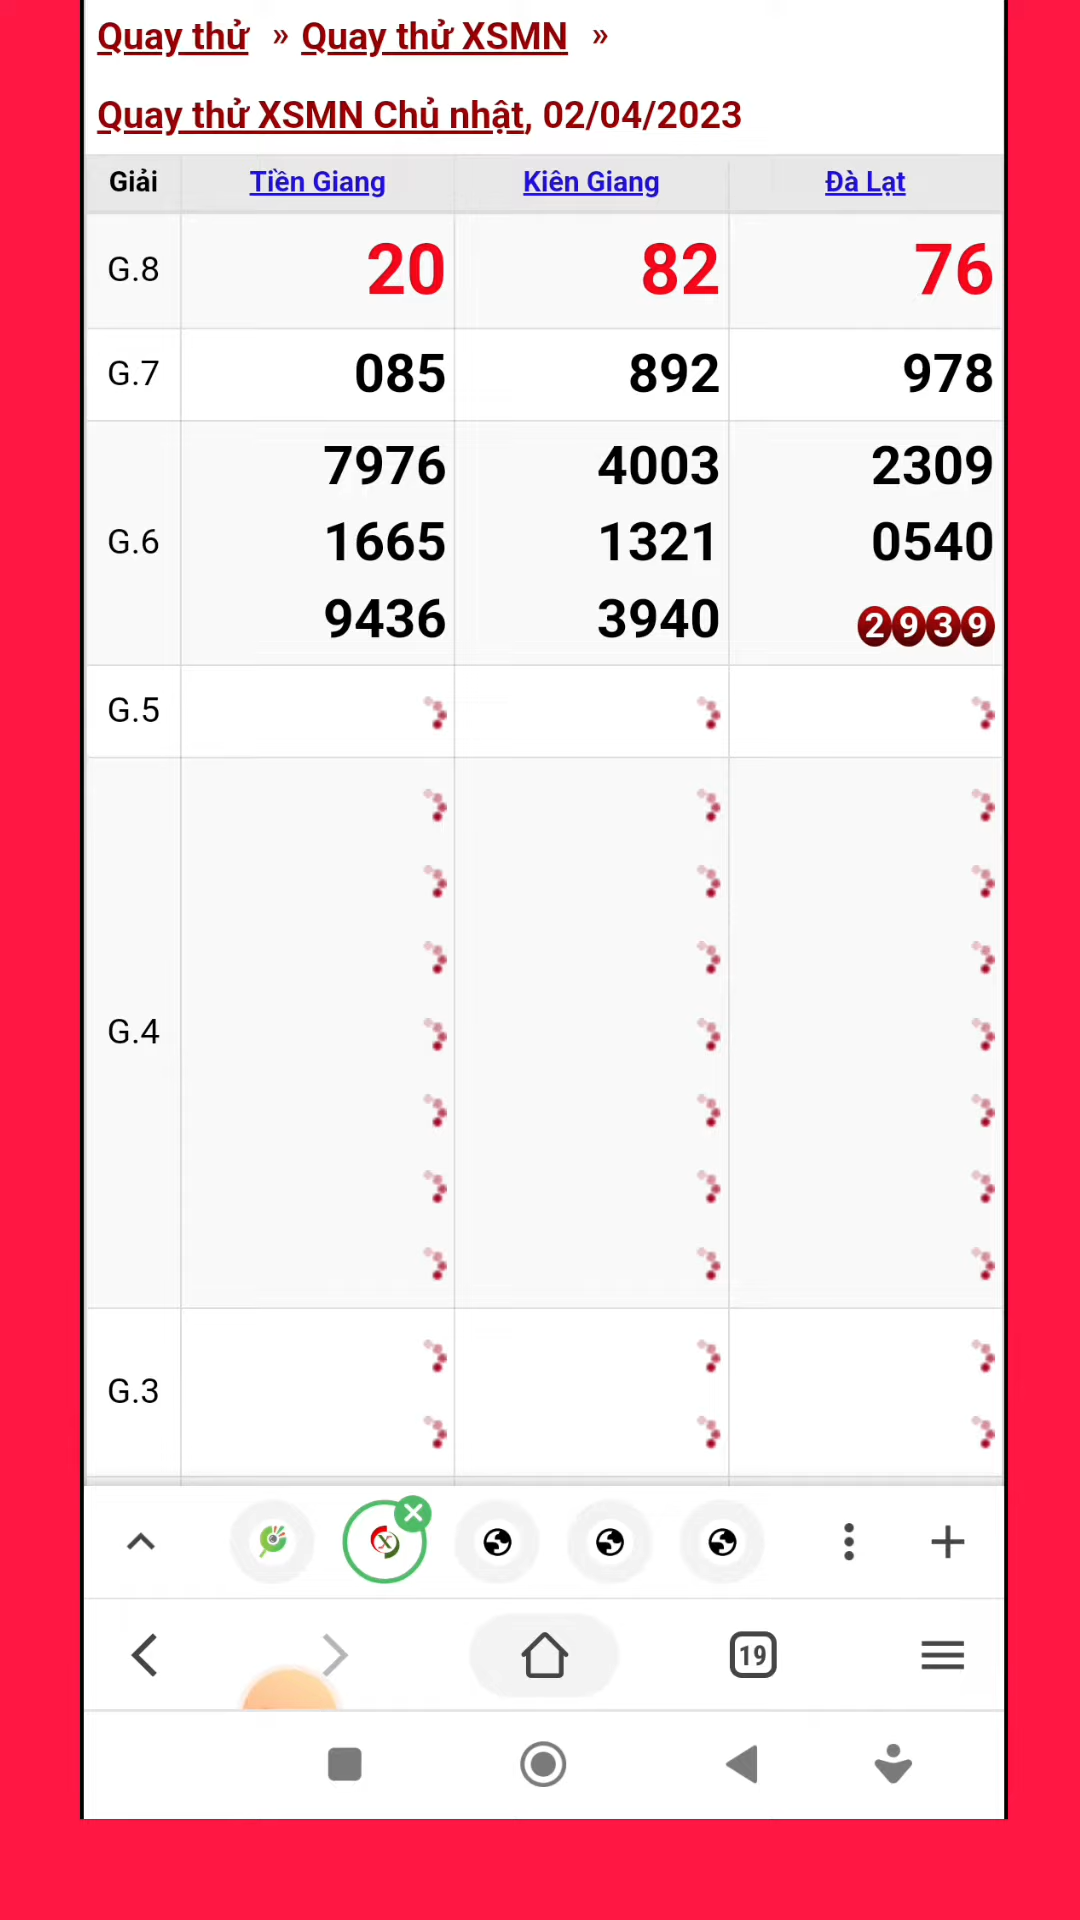 Quay thử » Quay thử XSMN »
Quay thử XSMN Chủ nhật, 02/04/2023
Giải Tiền Giang Kiên Giang Đà Lạt
G.8 20 82 76
G.7 085 892 978
7976 4003 2309
G.6 1665 1321 0540
9436 3940 2939
G.5
G.4
G.3
X
19